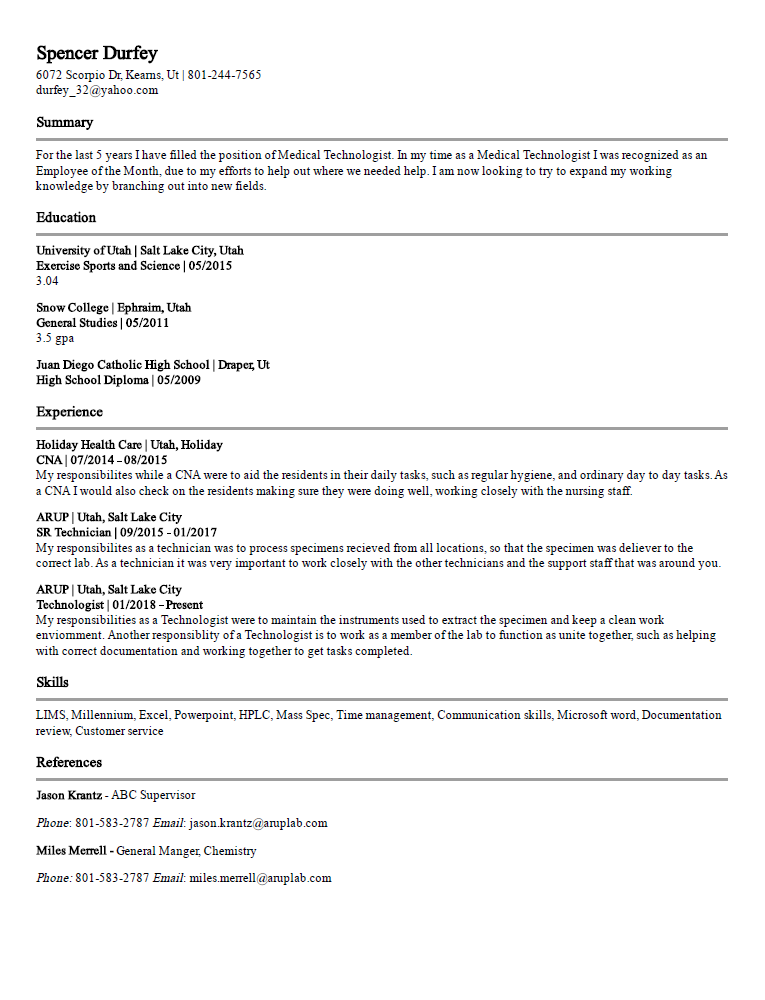 Spencer Durfey
6072 Scorpio Dr, Kearns, Ut | 801-244-7565
durfey_32@yahoo.com
Summary
For the last 5 years I have filled the position of Medical Technologist. In my time as a Medical Technologist I was recognized as an
Employee of the Month, due to my efforts to help out where we needed help. I am now looking to try to expand my working
knowledge by branching out into new fields.
Education
University of Utah | Salt Lake City, Utah
Exercise Sports and Science | 05/2015
3.04
Snow College | Ephraim, Utah
General Studies | 05/2011
3.5 gpa
Juan Diego Catholic High School | Draper, Ut
High School Diploma | 05/2009
Experience
Holiday Health Care | Utah, Holiday
CNA | 07/2014 - 08/2015
My responsibilites while a CNA were to aid the residents in their daily tasks, such as regular hygiene, and ordinary day to day tasks. As
a CNA I would also check on the residents making sure they were doing well, working closely with the nursing staff.
ARUP | Utah, Salt Lake City
SR Technician | 09/2015 - 01/2017
My responsibilites as a technician was to process specimens recieved from all locations, so that the specimen was deliever to the
correct lab. As a technician it was very important to work closely with the other technicians and the support staff that was around you.
ARUP | Utah, Salt Lake City
Technologist | 01/2018 - Present
My responsibilities as a Technologist were to maintain the instruments used to extract the specimen and keep a clean work
enviornment. Another responsiblity of a Technologist is to work as a member of the lab to function as unite together, such as helping
with correct documentation and working together to get tasks completed.
Skills
LIMS, Millennium, Excel, Powerpoint, HPLC, Mass Spec, Time management, Communication skills, Microsoft word, Documentation
review, Customer service
References
Jason Krantz - ABC Supervisor
Phone: 801-583-2787 Email: jason.krantz@aruplab.com
Miles Merrell - General Manger, Chemistry
Phone: 801-583-2787 Email: miles.merrell@aruplab.com